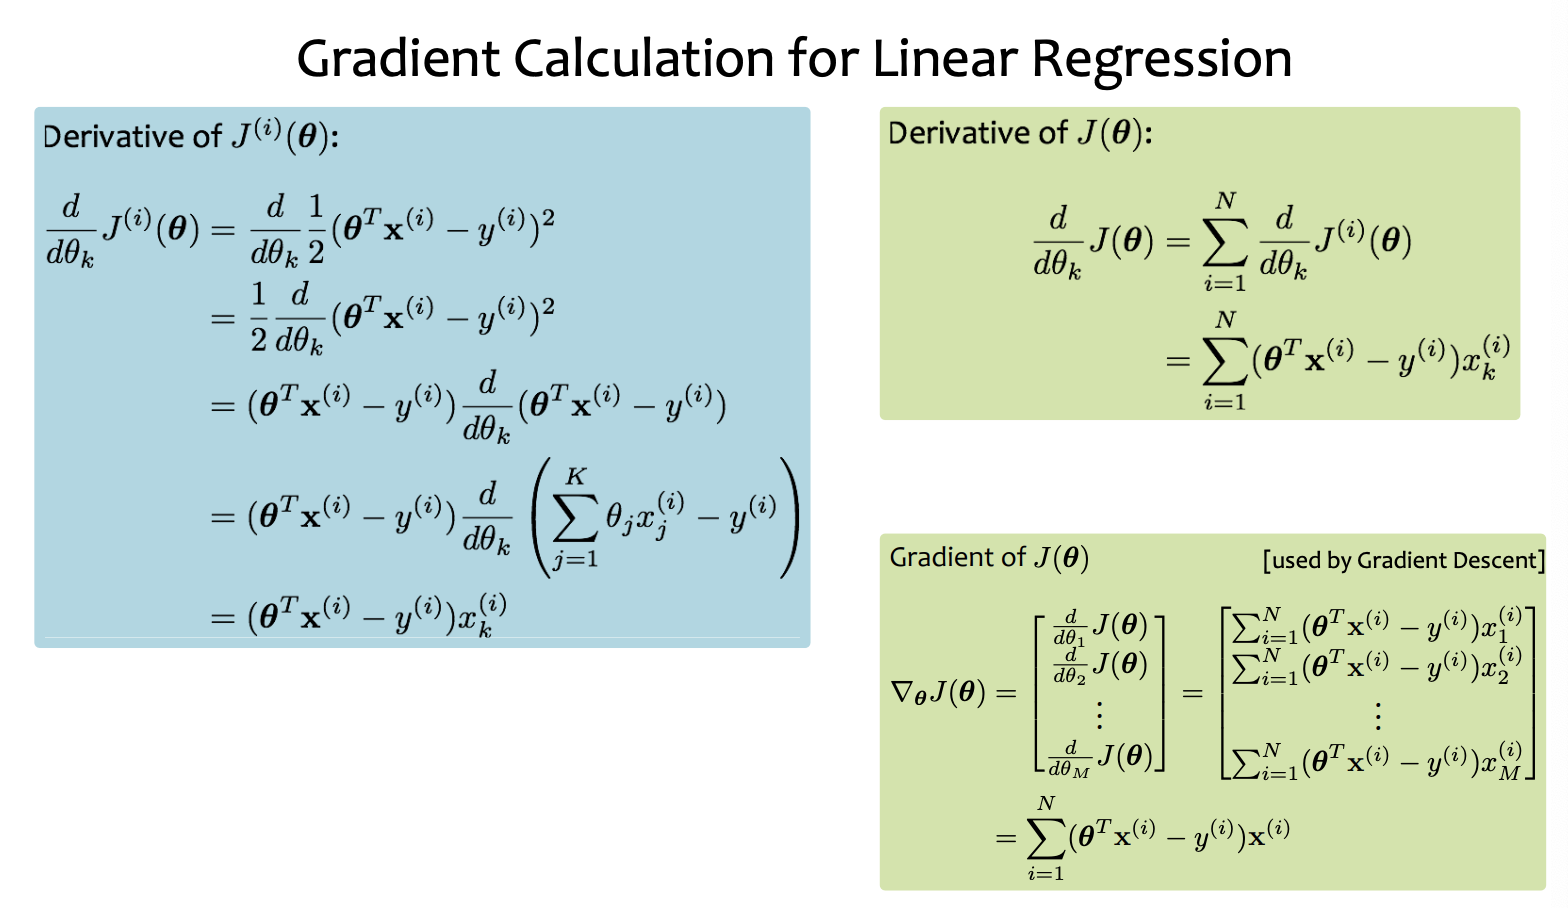 Gradient Calculation for Linear Regression
Derivative of $J^{(i)}(\boldsymbol{\theta})$:
$\frac{d}{d\theta_k} J^{(i)}(\boldsymbol{\theta}) = \frac{d}{d\theta_k} \frac{1}{2} (\boldsymbol{\theta}^T \mathbf{x}^{(i)} - y^{(i)})^2$
$= \frac{1}{2} \frac{d}{d\theta_k} (\boldsymbol{\theta}^T \mathbf{x}^{(i)} - y^{(i)})^2$
$= (\boldsymbol{\theta}^T \mathbf{x}^{(i)} - y^{(i)}) \frac{d}{d\theta_k} (\boldsymbol{\theta}^T \mathbf{x}^{(i)} - y^{(i)})$
$= (\boldsymbol{\theta}^T \mathbf{x}^{(i)} - y^{(i)}) \frac{d}{d\theta_k} \left( \sum_{j=1}^{K} \theta_j x_j^{(i)} - y^{(i)} \right)$
$= (\boldsymbol{\theta}^T \mathbf{x}^{(i)} - y^{(i)}) x_k^{(i)}$
Derivative of $J(\boldsymbol{\theta})$:
$\frac{d}{d\theta_k} J(\boldsymbol{\theta}) = \sum_{i=1}^{N} \frac{d}{d\theta_k} J^{(i)}(\boldsymbol{\theta})$
$= \sum_{i=1}^{N} (\boldsymbol{\theta}^T \mathbf{x}^{(i)} - y^{(i)}) x_k^{(i)}$
Gradient of $J(\boldsymbol{\theta})$ [used by Gradient Descent]
$\nabla_{\boldsymbol{\theta}} J(\boldsymbol{\theta}) = \begin{bmatrix} \frac{d}{d\theta_1} J(\boldsymbol{\theta}) \\ \frac{d}{d\theta_2} J(\boldsymbol{\theta}) \\ \vdots \\ \frac{d}{d\theta_M} J(\boldsymbol{\theta}) \end{bmatrix} = \begin{bmatrix} \sum_{i=1}^{N} (\boldsymbol{\theta}^T \mathbf{x}^{(i)} - y^{(i)}) x_1^{(i)} \\ \sum_{i=1}^{N} (\boldsymbol{\theta}^T \mathbf{x}^{(i)} - y^{(i)}) x_2^{(i)} \\ \vdots \\ \sum_{i=1}^{N} (\boldsymbol{\theta}^T \mathbf{x}^{(i)} - y^{(i)}) x_M^{(i)} \end{bmatrix}$
$= \sum_{i=1}^{N} (\boldsymbol{\theta}^T \mathbf{x}^{(i)} - y^{(i)}) \mathbf{x}^{(i)}$